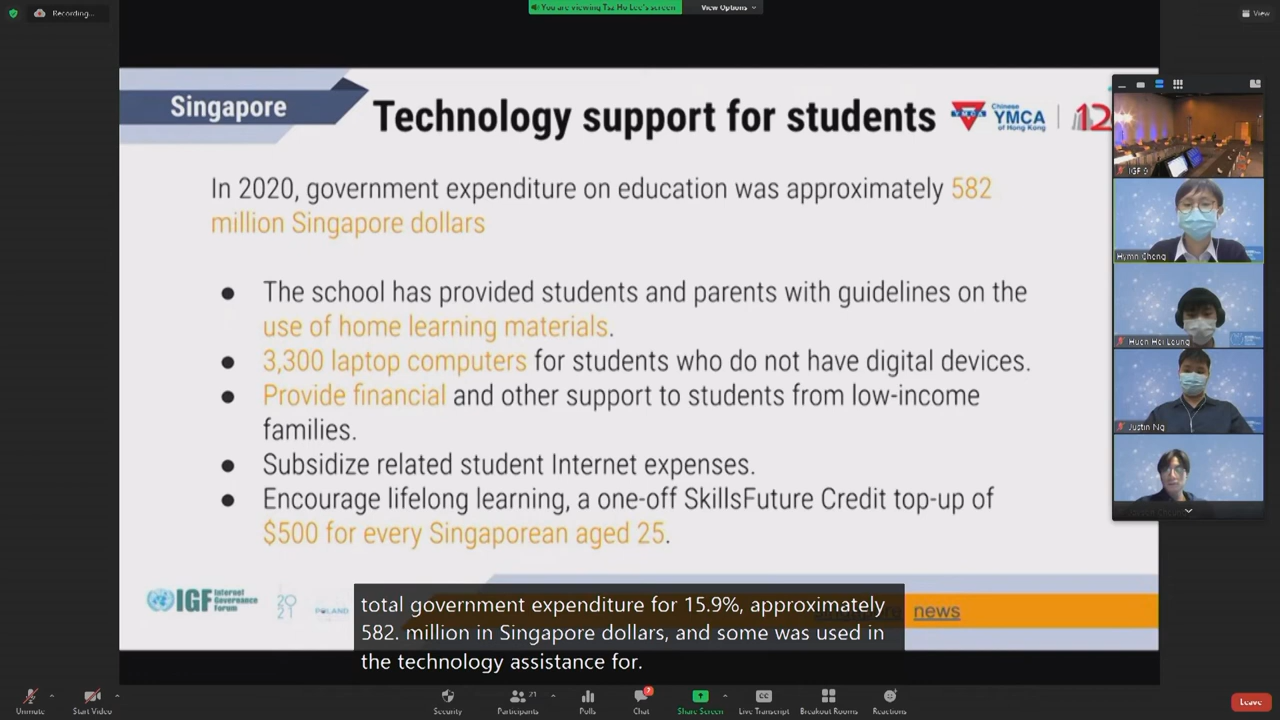 Recording...
You are viewing Tsz Ho Lee's screen
View Options
View
Singapore
Technology support for students
Chinese
YMCA
of Hong Kong
12
In 2020, government expenditure on education was approximately 582
million Singapore dollars
● The school has provided students and parents with guidelines on the
use of home learning materials.
● 3,300 laptop computers for students who do not have digital devices.
● Provide financial and other support to students from low-income
families.
● Subsidize related student Internet expenses.
● Encourage lifelong learning, a one-off SkillsFuture Credit top-up of
$500 for every Singaporean aged 25.
Hymn Cheng
Huen Hei Leung
Justin Ng
IGF
Internet
Governance
Forum
20
21
POLAND
news
total government expenditure for 15.9%, approximately
582. million in Singapore dollars, and some was used in
the technology assistance for.
Unmute
Start Video
Security
Participants
21
Polls
Chat
7
Share Screen
Live Transcript
Breakout Rooms
Reactions
Leave